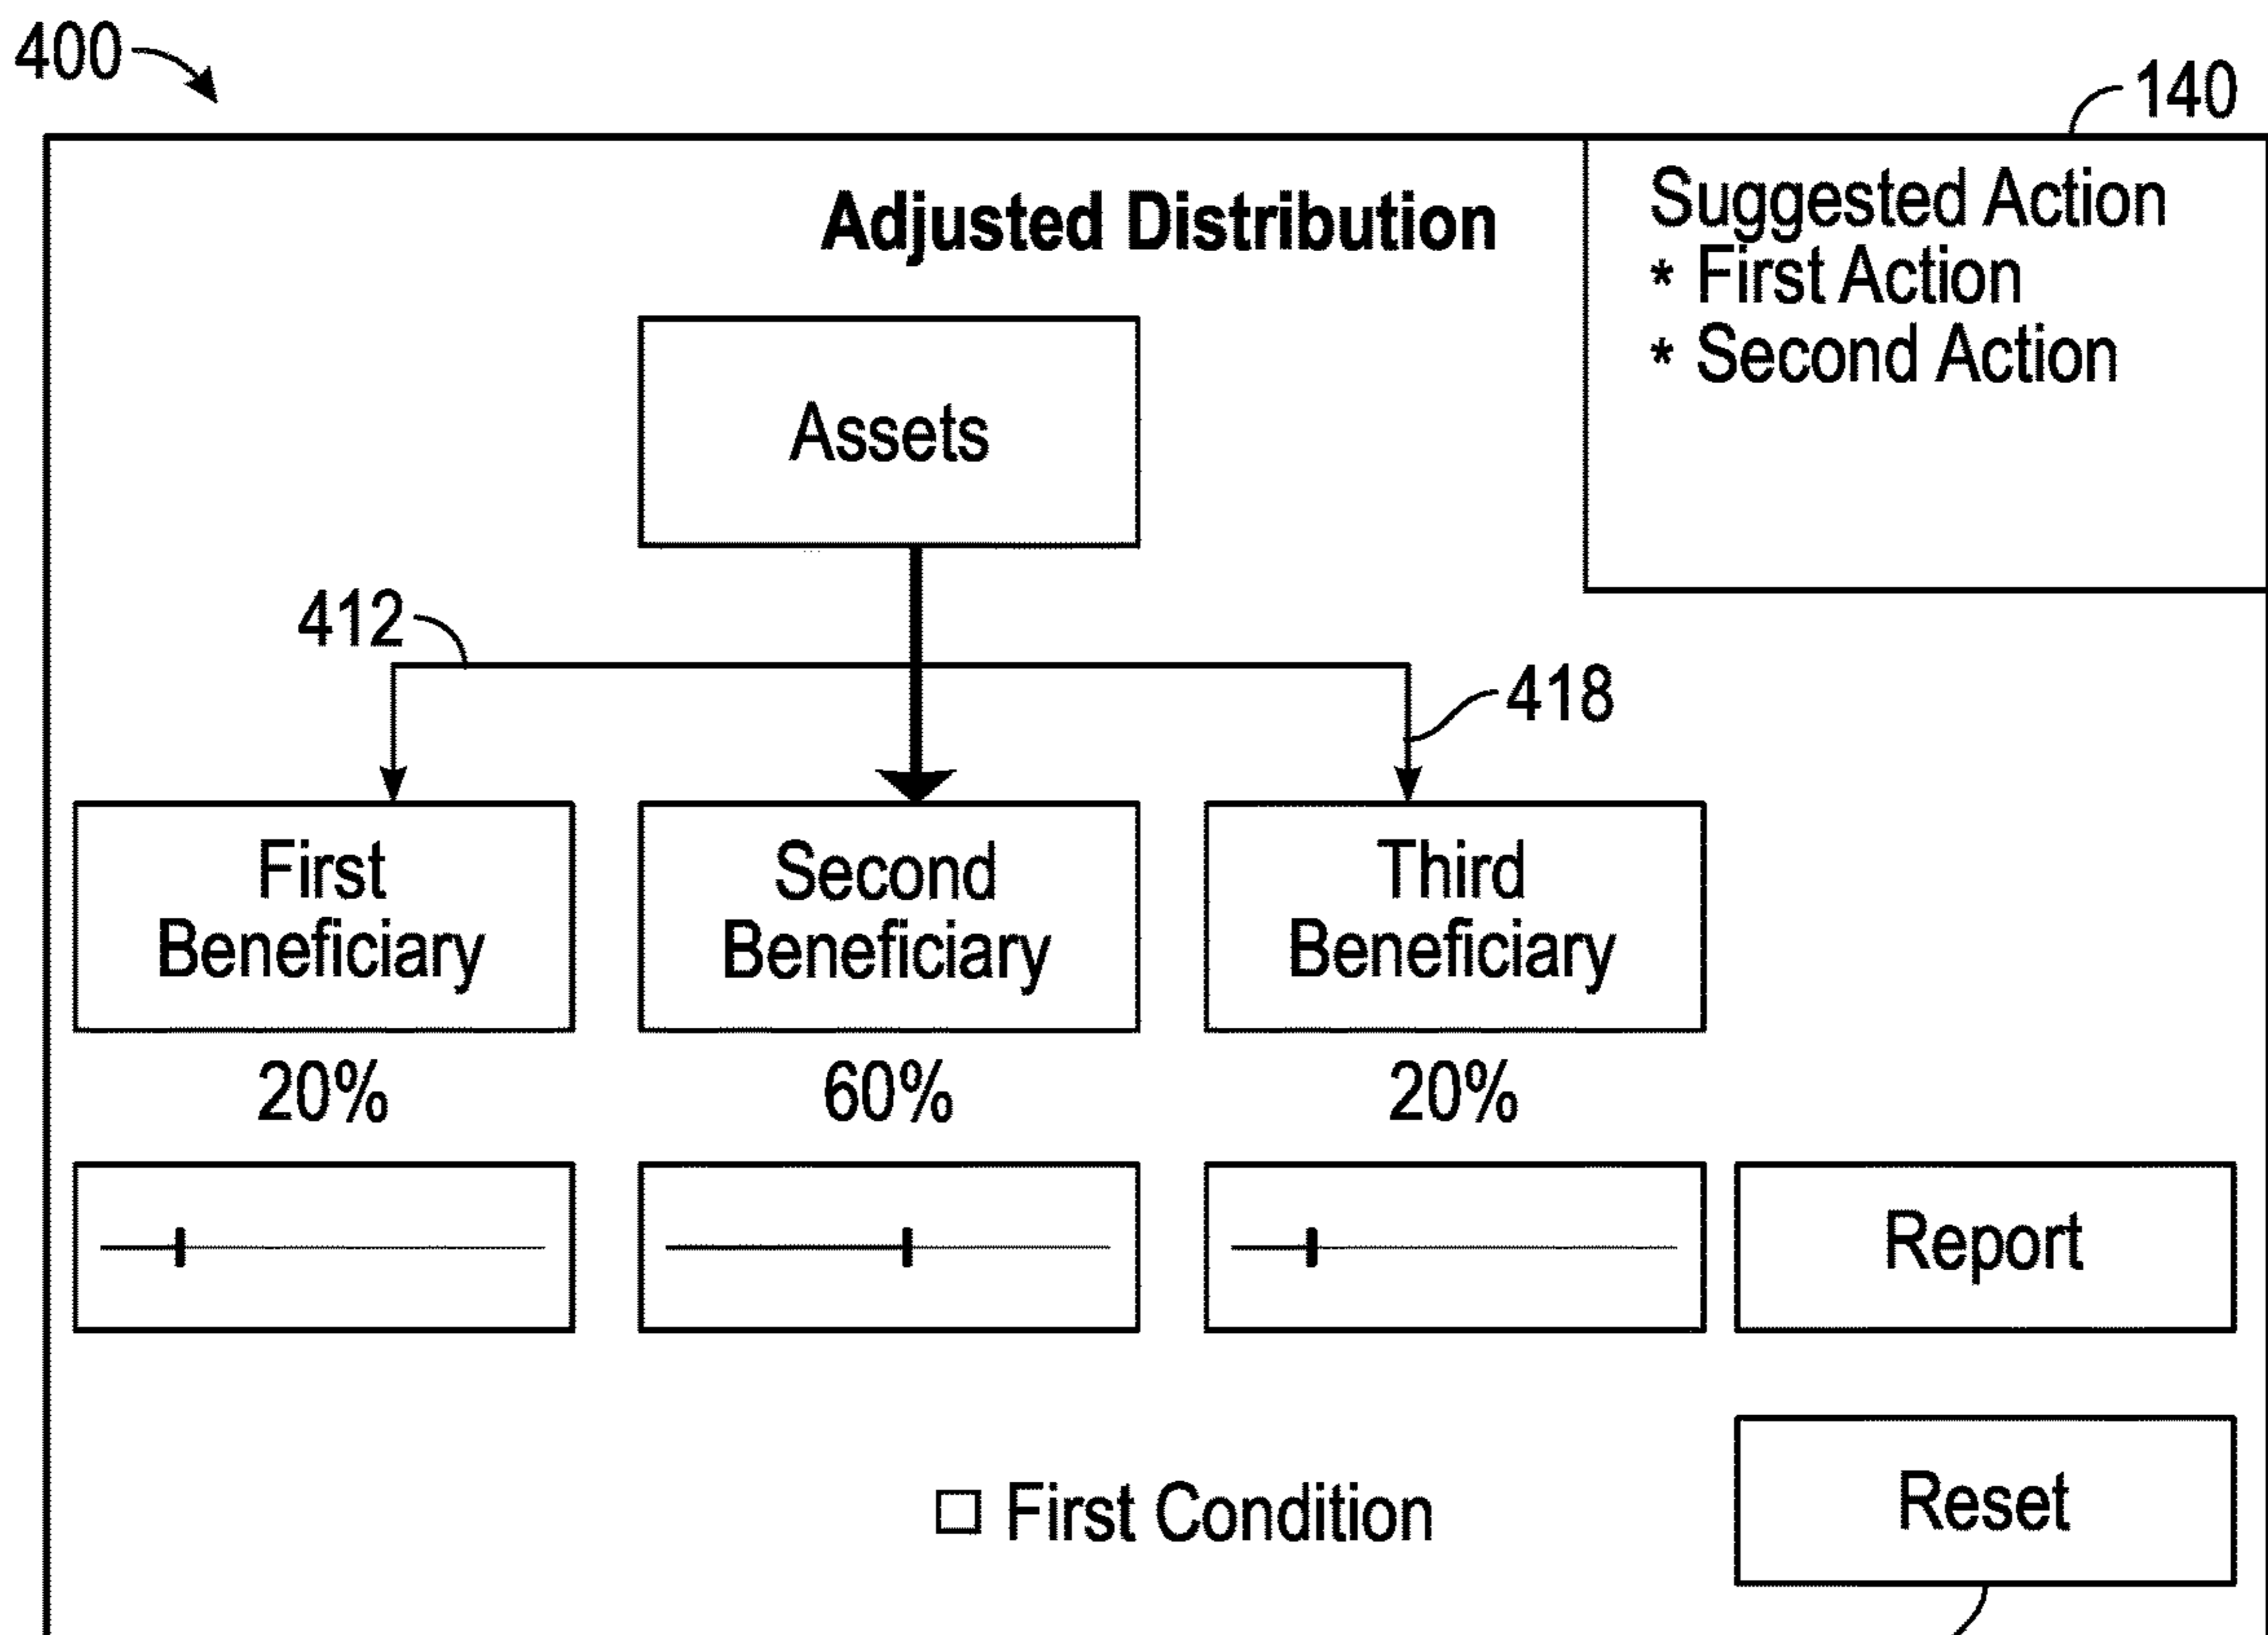 400
140
Adjusted Distribution
Suggested Action
* First Action
* Second Action
Assets
412
418
First
Beneficiary
Second
Beneficiary
Third
Beneficiary
20%
60%
20%
Report
Reset
First Condition